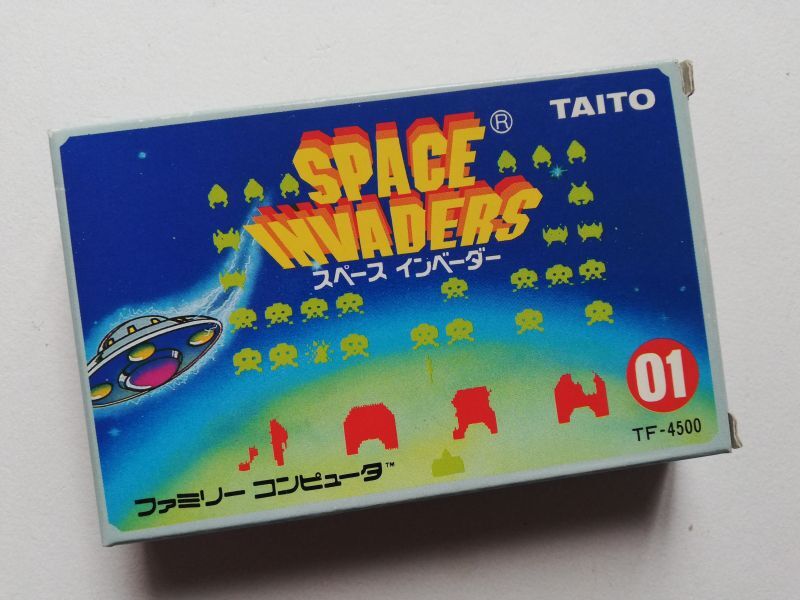 TAITO
SPACE®
INVADERS
スペース インベーダー
01
TF-4500
ファミリー コンピュータ™